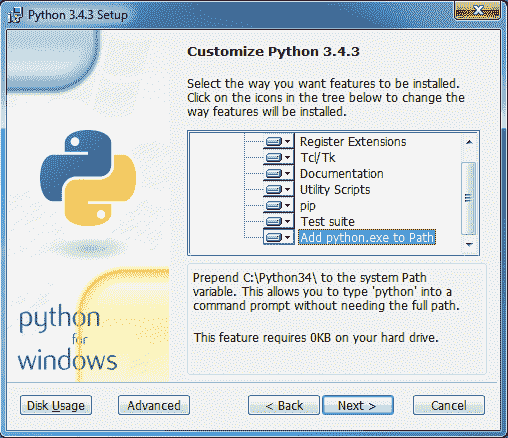 Python 3.4.3 Setup
Customize Python 3.4.3
Select the way you want features to be installed.
Click on the icons in the tree below to change the
way features will be installed.
Register Extensions
Tcl/Tk
Documentation
Utility Scripts
pip
Test suite
Add python.exe to Path
Prepend C:\Python34\ to the system Path
variable. This allows you to type 'python' into a
command prompt without needing the full path.
This feature requires 0KB on your hard drive.
python
for
windows
Disk Usage
Advanced
< Back
Next >
Cancel